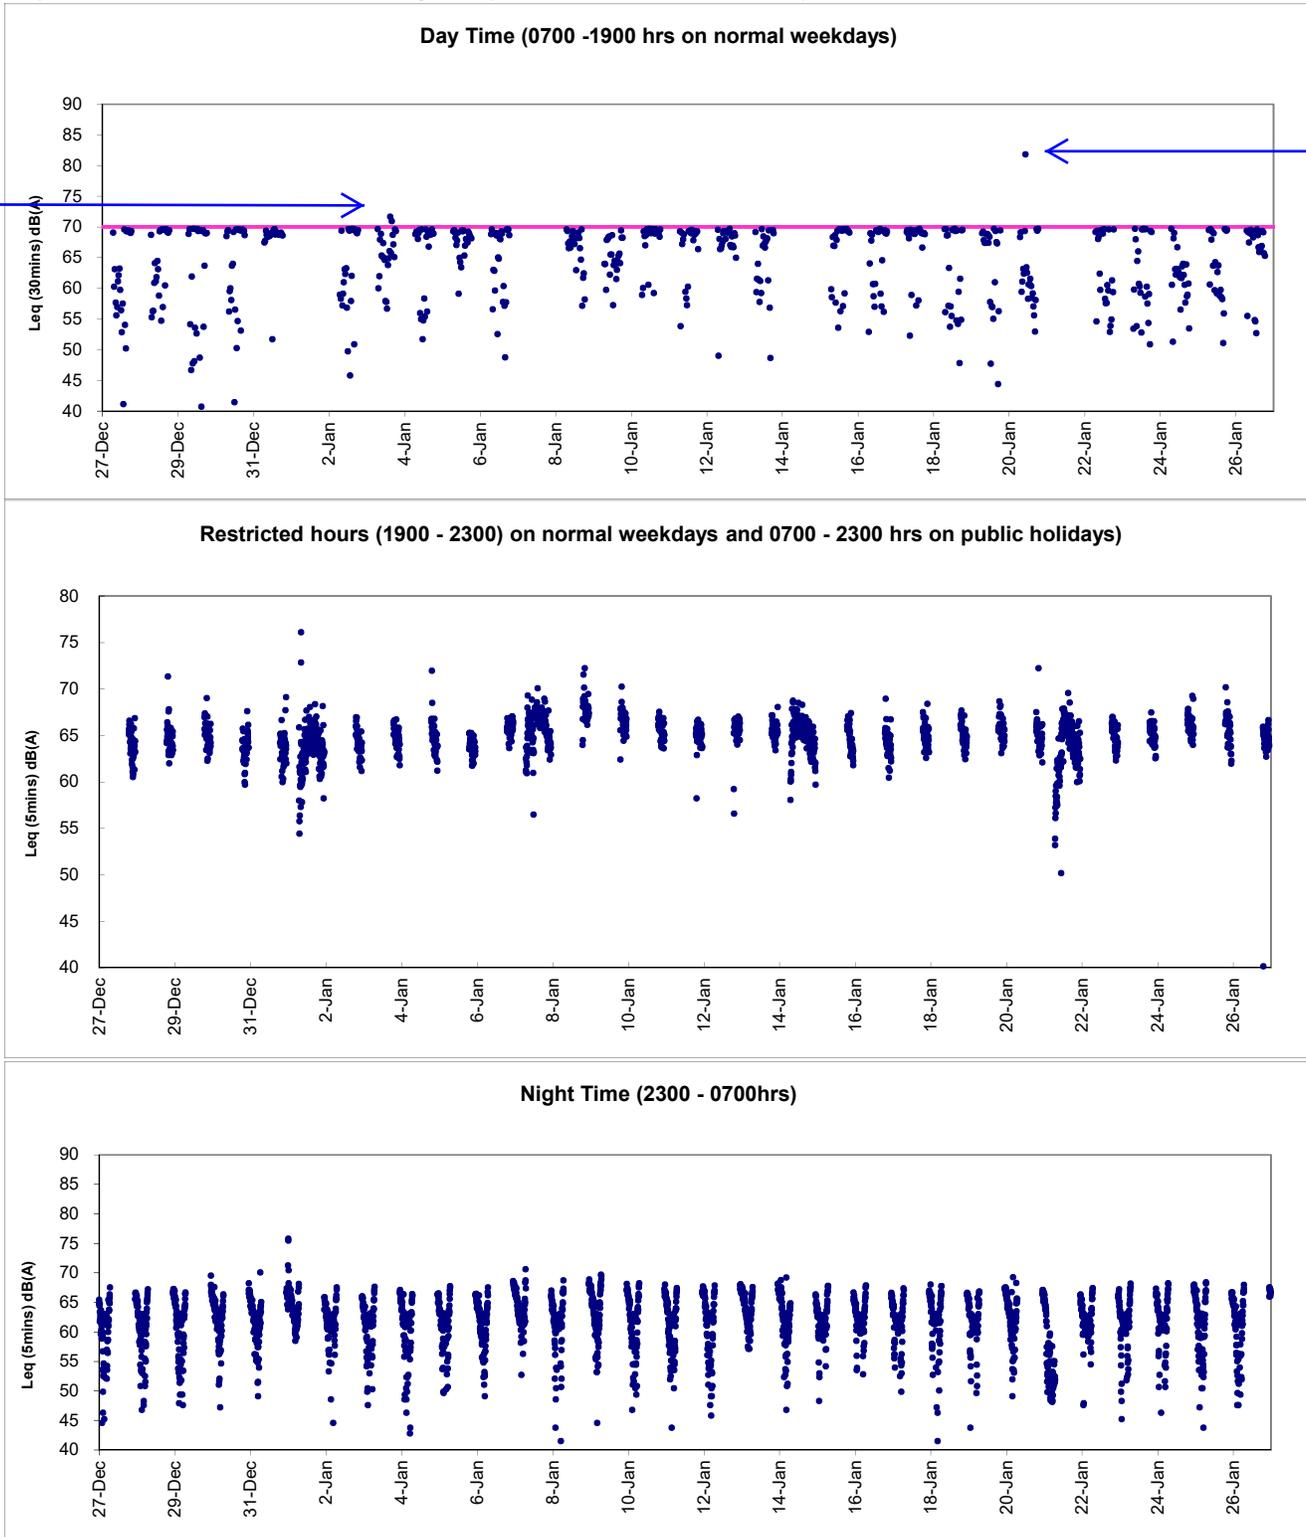 Day Time (0700 -1900 hrs on normal weekdays)
Leq (30mins) dB(A)
90
85
80
75
70
65
60
55
50
45
40
27-Dec
29-Dec
31-Dec
2-Jan
4-Jan
6-Jan
8-Jan
10-Jan
12-Jan
14-Jan
16-Jan
18-Jan
20-Jan
22-Jan
24-Jan
26-Jan
Restricted hours (1900 - 2300) on normal weekdays and 0700 - 2300 hrs on public holidays)
Leq (5mins) dB(A)
80
75
70
65
60
55
50
45
40
27-Dec
29-Dec
31-Dec
2-Jan
4-Jan
6-Jan
8-Jan
10-Jan
12-Jan
14-Jan
16-Jan
18-Jan
20-Jan
22-Jan
24-Jan
26-Jan
Night Time (2300 - 0700hrs)
Leq (5mins) dB(A)
90
85
80
75
70
65
60
55
50
45
40
27-Dec
29-Dec
31-Dec
2-Jan
4-Jan
6-Jan
8-Jan
10-Jan
12-Jan
14-Jan
16-Jan
18-Jan
20-Jan
22-Jan
24-Jan
26-Jan